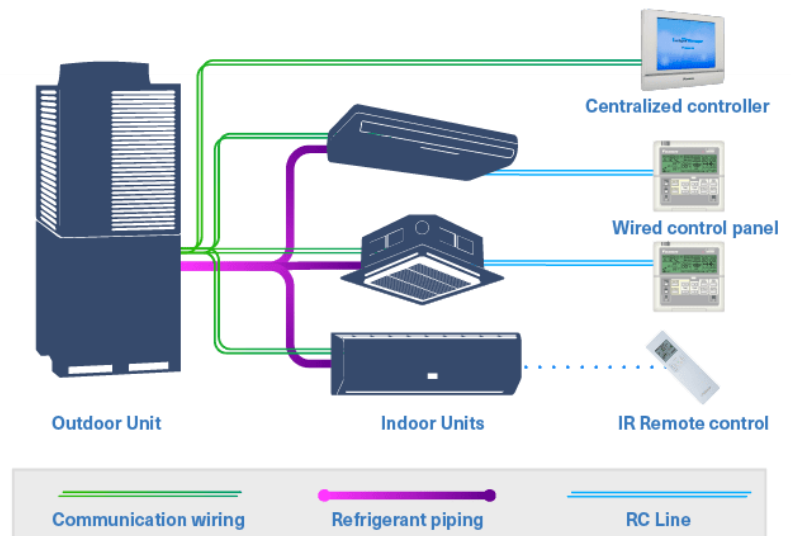 Centralized controller
Wired control panel
Outdoor Unit
Indoor Units
IR Remote control
Communication wiring
Refrigerant piping
RC Line